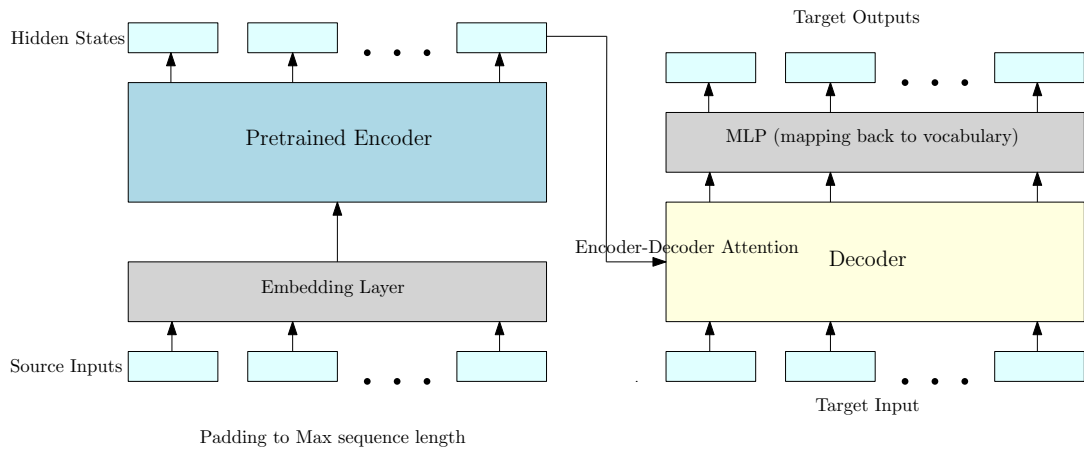 Hidden States
Pretrained Encoder
Embedding Layer
Source Inputs
Padding to Max sequence length
Target Outputs
MLP (mapping back to vocabulary)
Encoder-Decoder Attention
Decoder
Target Input